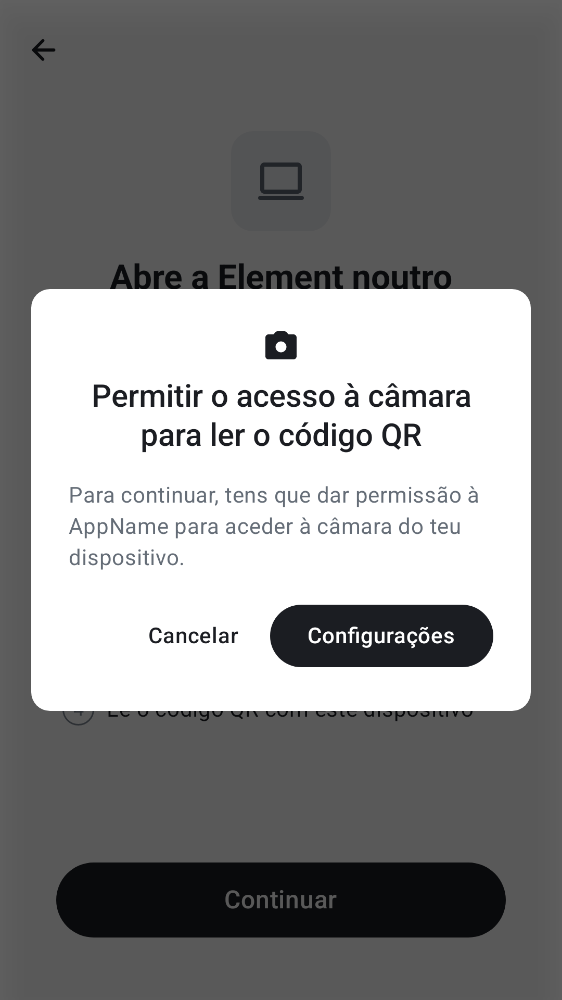 Abre a Element noutro
Permitir o acesso à câmara
para ler o código QR
Para continuar, tens que dar permissão à
AppName para aceder à câmara do teu
dispositivo.
Cancelar
Configurações
4 Lê o código QR com este dispositivo
Continuar